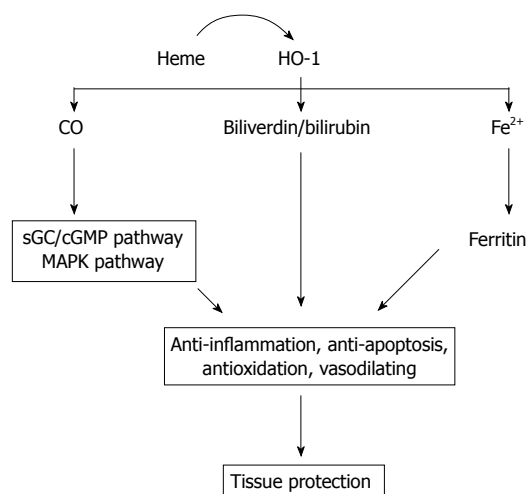 Heme HO-1
CO Biliverdin/bilirubin Fe²⁺
sGC/cGMP pathway
MAPK pathway
Ferritin
Anti-inflammation, anti-apoptosis,
antioxidation, vasodilating
Tissue protection